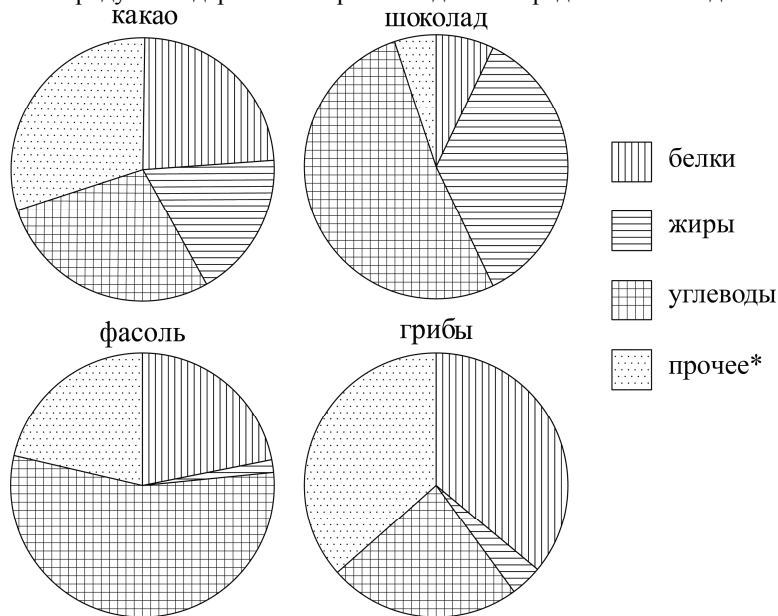 какао
шоколад
белки
жиры
углеводы
прочее*
фасоль
грибы